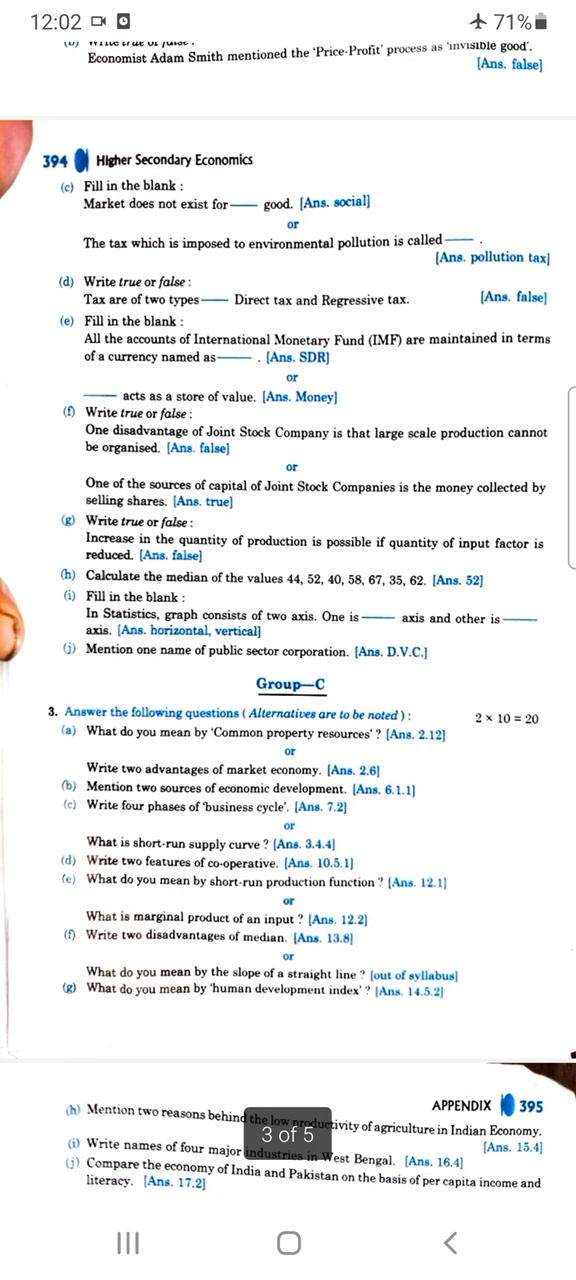 12:02 71%
(b) Write true or false :
Economist Adam Smith mentioned the 'Price-Profit' process as 'invisible good'.
[Ans. false]
394 Higher Secondary Economics
(c) Fill in the blank :
Market does not exist for — good. [Ans. social]
or
The tax which is imposed to environmental pollution is called — .
[Ans. pollution tax]
(d) Write true or false :
Tax are of two types — Direct tax and Regressive tax. [Ans. false]
(e) Fill in the blank :
All the accounts of International Monetary Fund (IMF) are maintained in terms
of a currency named as — . [Ans. SDR]
or
— acts as a store of value. [Ans. Money]
(f) Write true or false :
One disadvantage of Joint Stock Company is that large scale production cannot
be organised. [Ans. false]
or
One of the sources of capital of Joint Stock Companies is the money collected by
selling shares. [Ans. true]
(g) Write true or false :
Increase in the quantity of production is possible if quantity of input factor is
reduced. [Ans. false]
(h) Calculate the median of the values 44, 52, 40, 58, 67, 35, 62. [Ans. 52]
(i) Fill in the blank :
In Statistics, graph consists of two axis. One is — axis and other is —
axis. [Ans. horizontal, vertical]
(j) Mention one name of public sector corporation. [Ans. D.V.C.]
Group—C
3. Answer the following questions (Alternatives are to be noted) : 2 × 10 = 20
(a) What do you mean by 'Common property resources' ? [Ans. 2.12]
or
Write two advantages of market economy. [Ans. 2.6]
(b) Mention two sources of economic development. [Ans. 6.1.1]
(c) Write four phases of 'business cycle'. [Ans. 7.2]
or
What is short-run supply curve ? [Ans. 3.4.4]
(d) Write two features of co-operative. [Ans. 10.5.1]
(e) What do you mean by short-run production function ? [Ans. 12.1]
or
What is marginal product of an input ? [Ans. 12.2]
(f) Write two disadvantages of median. [Ans. 13.8]
or
What do you mean by the slope of a straight line ? [out of syllabus]
(g) What do you mean by 'human development index' ? [Ans. 14.5.2]
APPENDIX 395
(h) Mention two reasons behind the low productivity of agriculture in Indian Economy.
3 of 5
[Ans. 15.4]
(i) Write names of four major industries in West Bengal. [Ans. 16.4]
(j) Compare the economy of India and Pakistan on the basis of per capita income and
literacy. [Ans. 17.2]